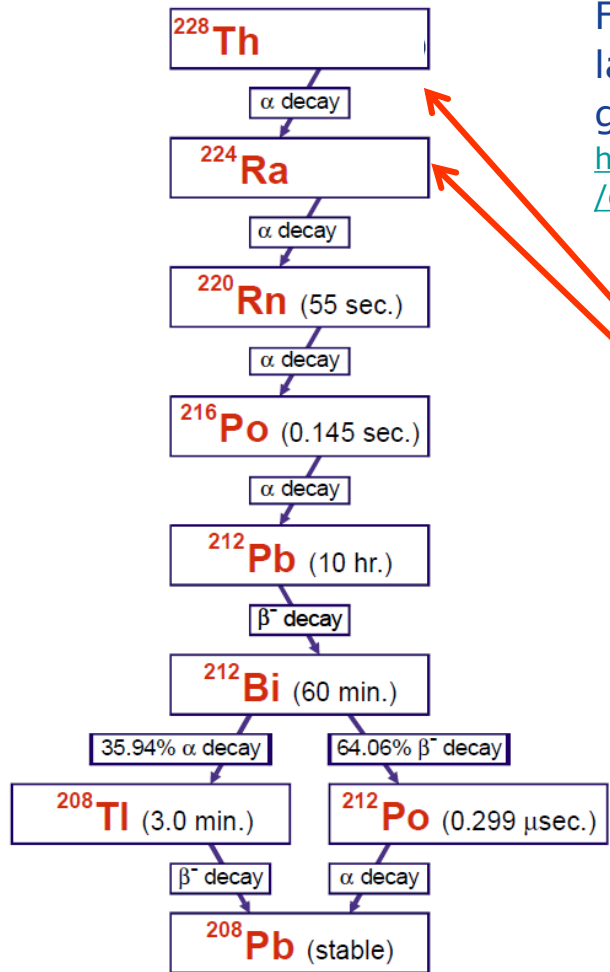 ²²⁸Th
α decay
²²⁴Ra
α decay
²²⁰Rn (55 sec.)
α decay
²¹⁶Po (0.145 sec.)
α decay
²¹²Pb (10 hr.)
β⁻ decay
²¹²Bi (60 min.)
35.94% α decay 64.06% β⁻ decay
²⁰⁸Tl (3.0 min.) ²¹²Po (0.299 μsec.)
β⁻ decay α decay
²⁰⁸Pb (stable)